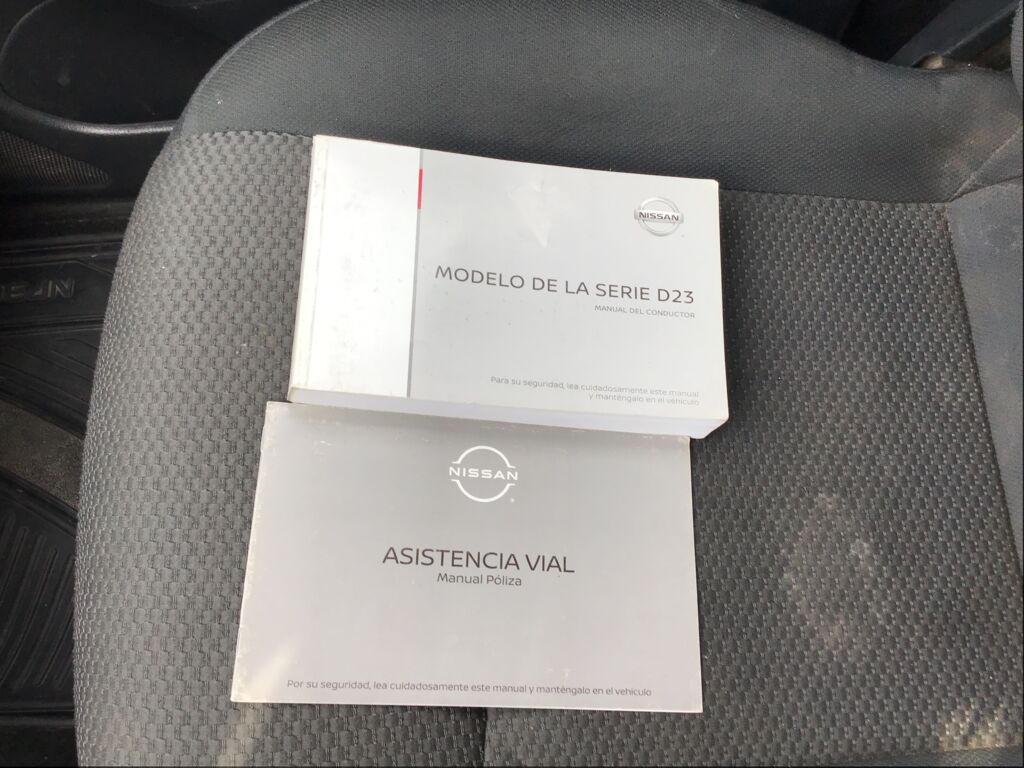 NISSAN
MODELO DE LA SERIE D23
MANUAL DEL CONDUCTOR
Para su seguridad, lea cuidadosamente este manual
y manténgalo en el vehículo
NISSAN
ASISTENCIA VIAL
Manual Póliza
Por su seguridad, lea cuidadosamente este manual y manténgalo en el vehículo